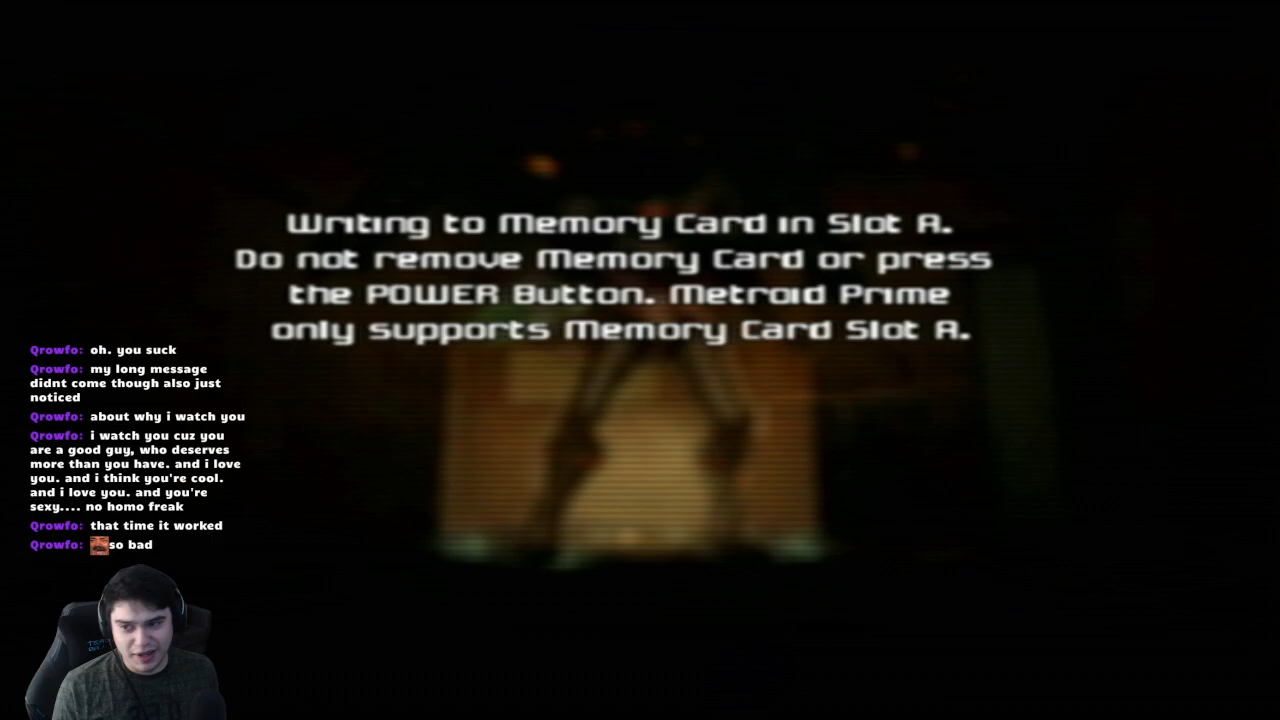 Writing to Memory Card in Slot A.
Do not remove Memory Card or press
the POWER Button. Metroid Prime
only supports Memory Card Slot A.
Qrowfo: oh. you suck
Qrowfo: my long message
didnt come though also just
noticed
Qrowfo: about why i watch you
Qrowfo: i watch you cuz you
are a good guy, who deserves
more than you have. and i love
you. and i think you're cool.
and i love you. and you're
sexy.... no homo freak
Qrowfo: that time it worked
Qrowfo: so bad